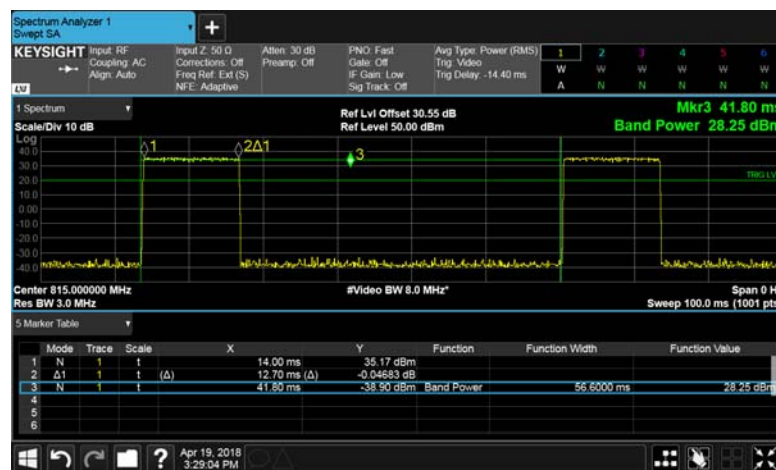 Spectrum Analyzer 1
Swept SA
KEYSIGHT
Input: RF
Coupling: AC
Align: Auto
Input Z: 50 Ω
Corrections: Off
Freq Ref: Ext (S)
NFE: Adaptive
Atten: 30 dB
Preamp: Off
PNO: Fast
Gate: Off
IF Gain: Low
Sig Track: Off
Avg Type: Power (RMS)
Trig: Video
Trig Delay: -14.40 ms
1 2 3 4 5 6
W W W W W W
A N N N N N
LXI
1 Spectrum
Scale/Div 10 dB
Ref Lvl Offset 30.55 dB
Ref Level 50.00 dBm
Mkr3 41.80 ms
Band Power 28.25 dBm
Log
40.0
30.0
20.0
10.0
0.00
-10.0
-20.0
-30.0
-40.0
1
2Δ1
3
TRIG LV
Center 815.000000 MHz
Res BW 3.0 MHz
#Video BW 8.0 MHz*
Span 0 H
Sweep 100.0 ms (1001 pts
5 Marker Table
Mode Trace Scale X Y Function Function Width Function Value
1 N 1 t 14.00 ms 35.17 dBm
2 Δ1 1 t (Δ) 12.70 ms (Δ) -0.04683 dB
3 N 1 t 41.80 ms -38.90 dBm Band Power 56.6000 ms 28.25 dBm
4
5
6
?
Apr 19, 2018
3:29:04 PM